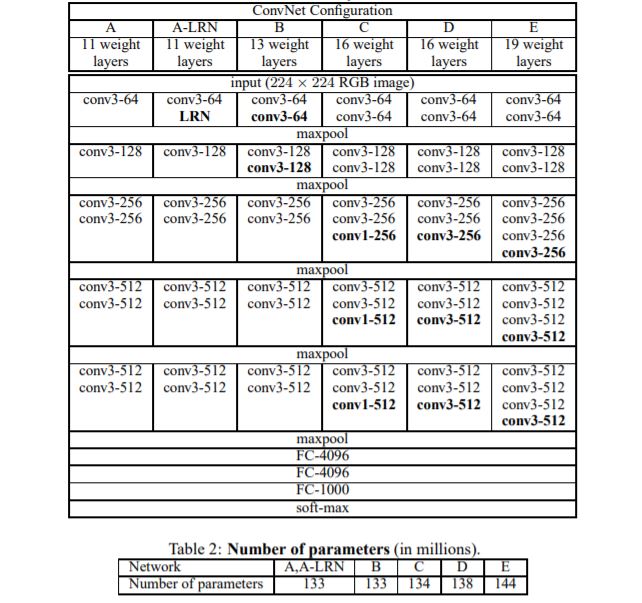 ConvNet Configuration
A A-LRN B C D E
11 weight 11 weight 13 weight 16 weight 16 weight 19 weight
layers layers layers layers layers layers
input (224 × 224 RGB image)
conv3-64 conv3-64 conv3-64 conv3-64 conv3-64 conv3-64
LRN conv3-64 conv3-64 conv3-64 conv3-64
maxpool
conv3-128 conv3-128 conv3-128 conv3-128 conv3-128 conv3-128
conv3-128 conv3-128 conv3-128 conv3-128
maxpool
conv3-256 conv3-256 conv3-256 conv3-256 conv3-256 conv3-256
conv3-256 conv3-256 conv3-256 conv3-256 conv3-256 conv3-256
conv1-256 conv3-256 conv3-256
conv3-256
maxpool
conv3-512 conv3-512 conv3-512 conv3-512 conv3-512 conv3-512
conv3-512 conv3-512 conv3-512 conv3-512 conv3-512 conv3-512
conv1-512 conv3-512 conv3-512
conv3-512
maxpool
conv3-512 conv3-512 conv3-512 conv3-512 conv3-512 conv3-512
conv3-512 conv3-512 conv3-512 conv3-512 conv3-512 conv3-512
conv1-512 conv3-512 conv3-512
conv3-512
maxpool
FC-4096
FC-4096
FC-1000
soft-max
Table 2: Number of parameters (in millions).
Network A,A-LRN B C D E
Number of parameters 133 133 134 138 144